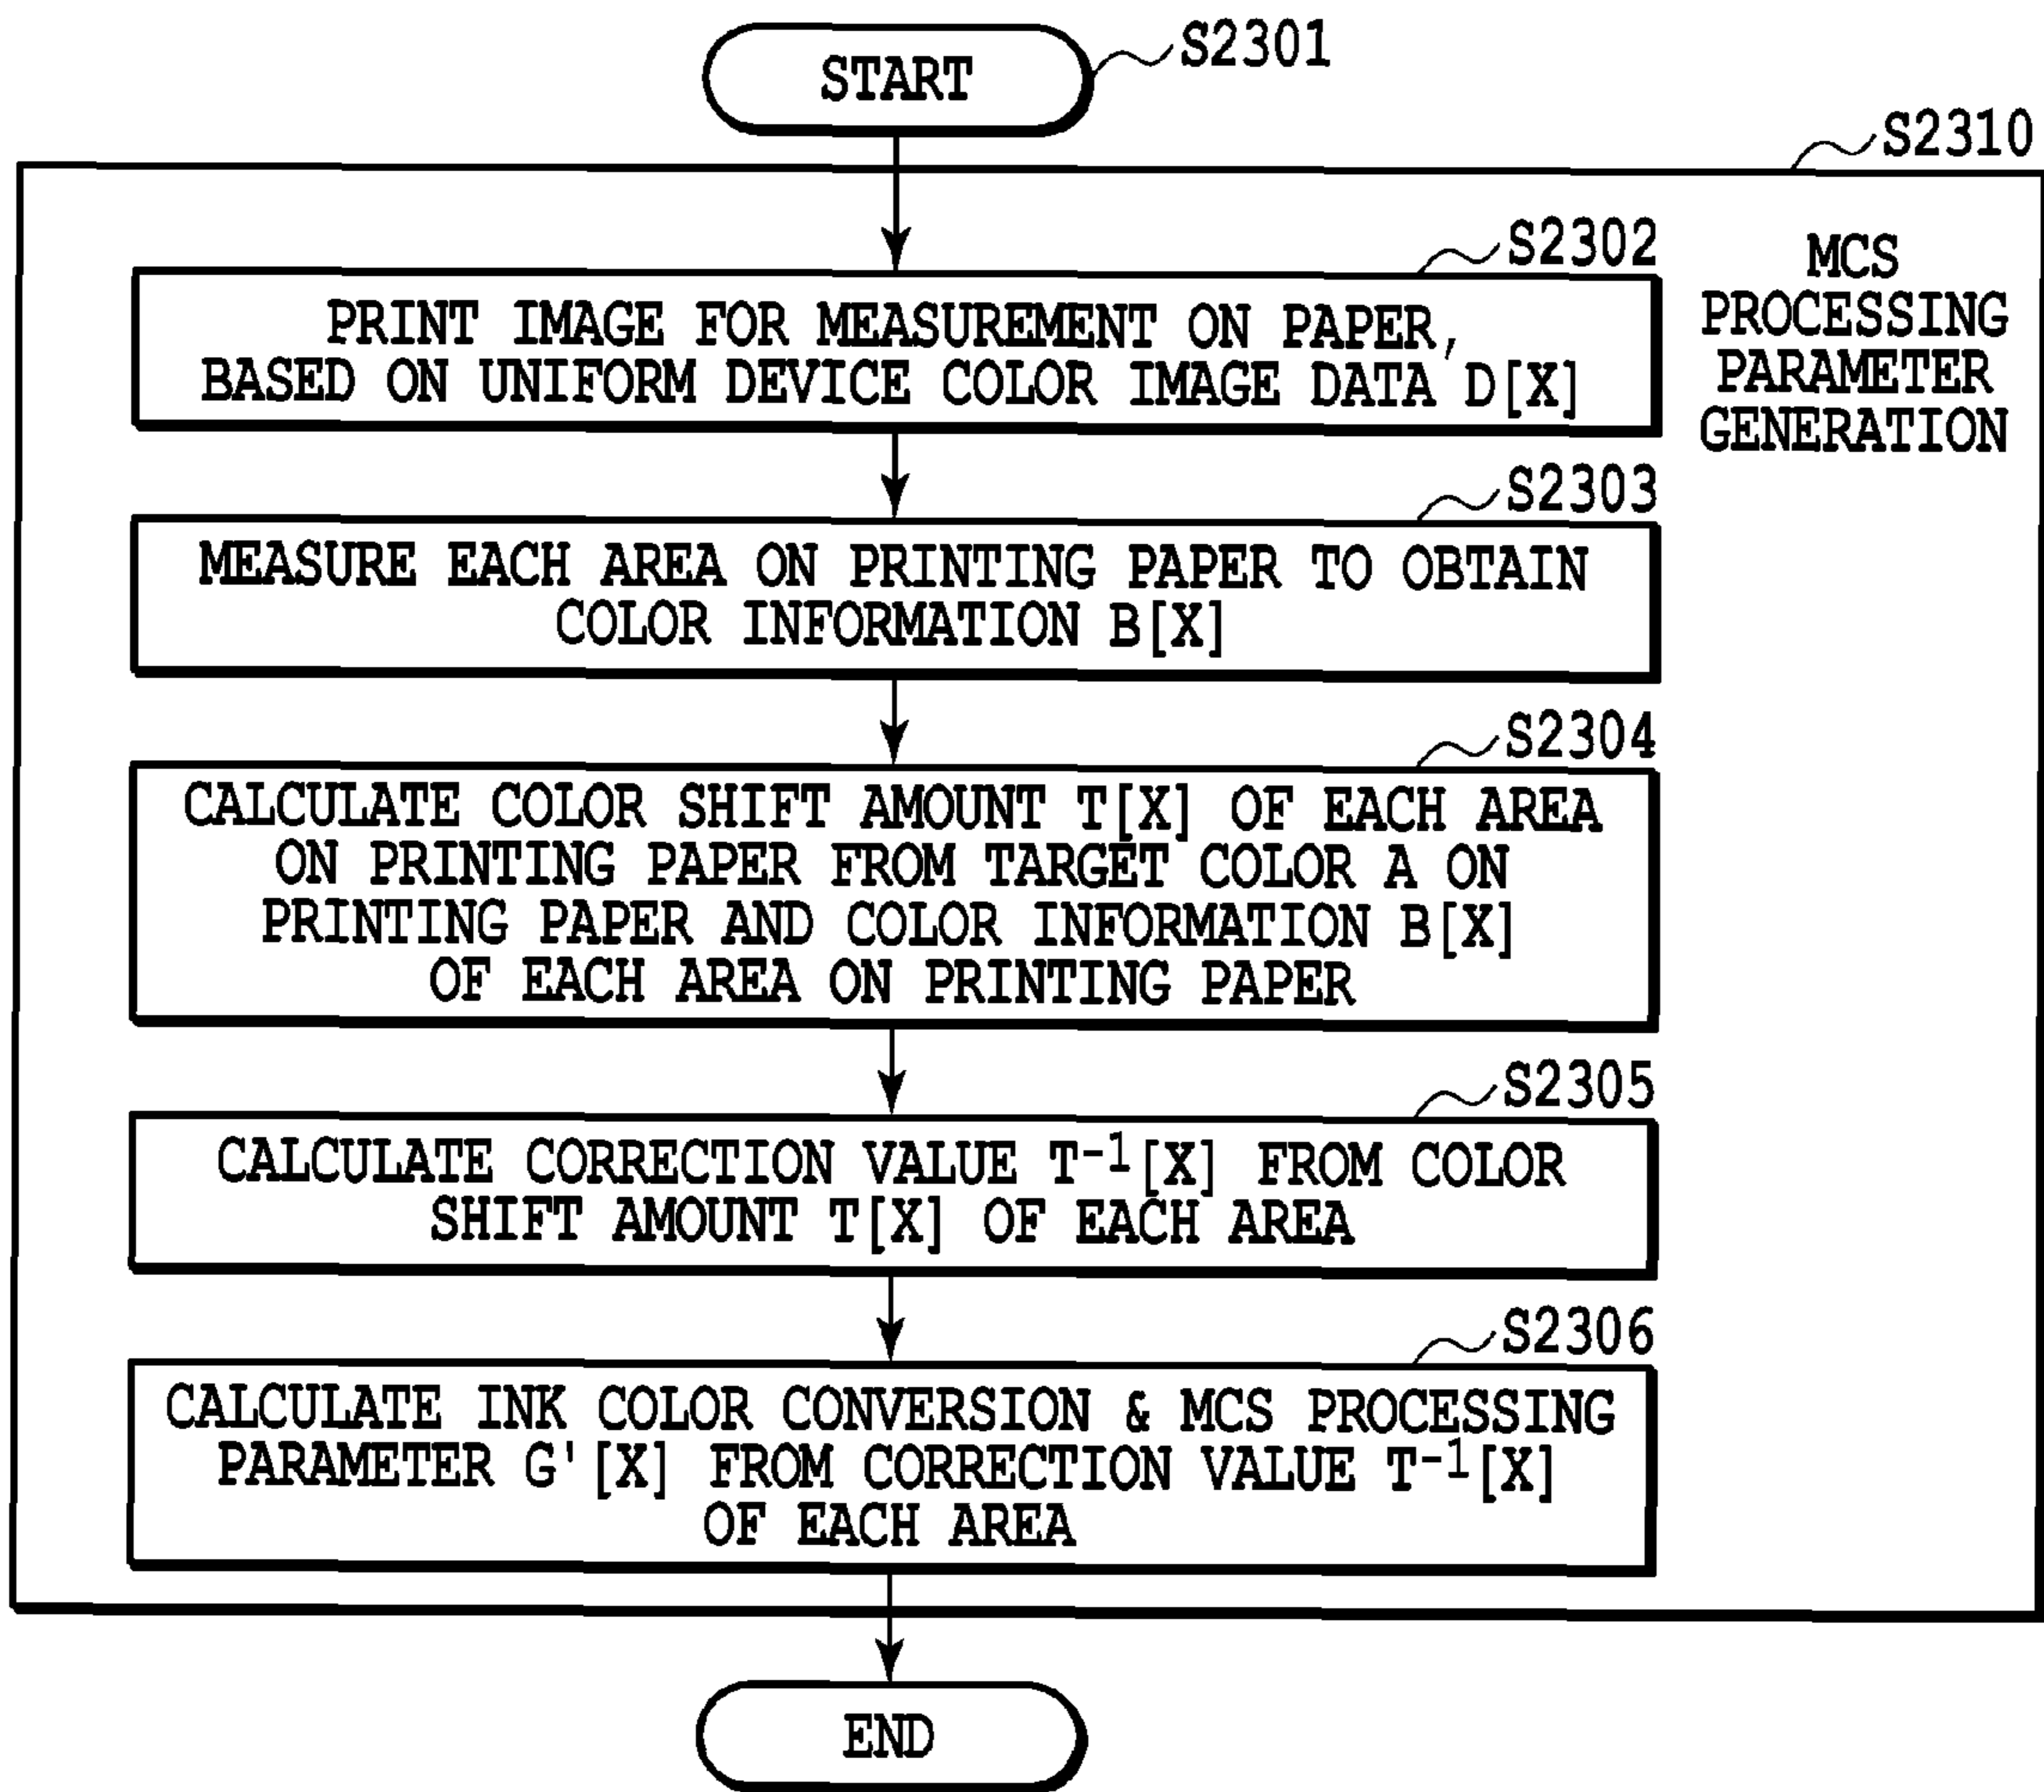 START
S2301
S2310
S2302
MCS
PROCESSING
PARAMETER
GENERATION
PRINT IMAGE FOR MEASUREMENT ON PAPER,
BASED ON UNIFORM DEVICE COLOR IMAGE DATA D[X]
S2303
MEASURE EACH AREA ON PRINTING PAPER TO OBTAIN
COLOR INFORMATION B[X]
S2304
CALCULATE COLOR SHIFT AMOUNT T[X] OF EACH AREA
ON PRINTING PAPER FROM TARGET COLOR A ON
PRINTING PAPER AND COLOR INFORMATION B[X]
OF EACH AREA ON PRINTING PAPER
S2305
CALCULATE CORRECTION VALUE T⁻¹[X] FROM COLOR
SHIFT AMOUNT T[X] OF EACH AREA
S2306
CALCULATE INK COLOR CONVERSION & MCS PROCESSING
PARAMETER G'[X] FROM CORRECTION VALUE T⁻¹[X]
OF EACH AREA
END